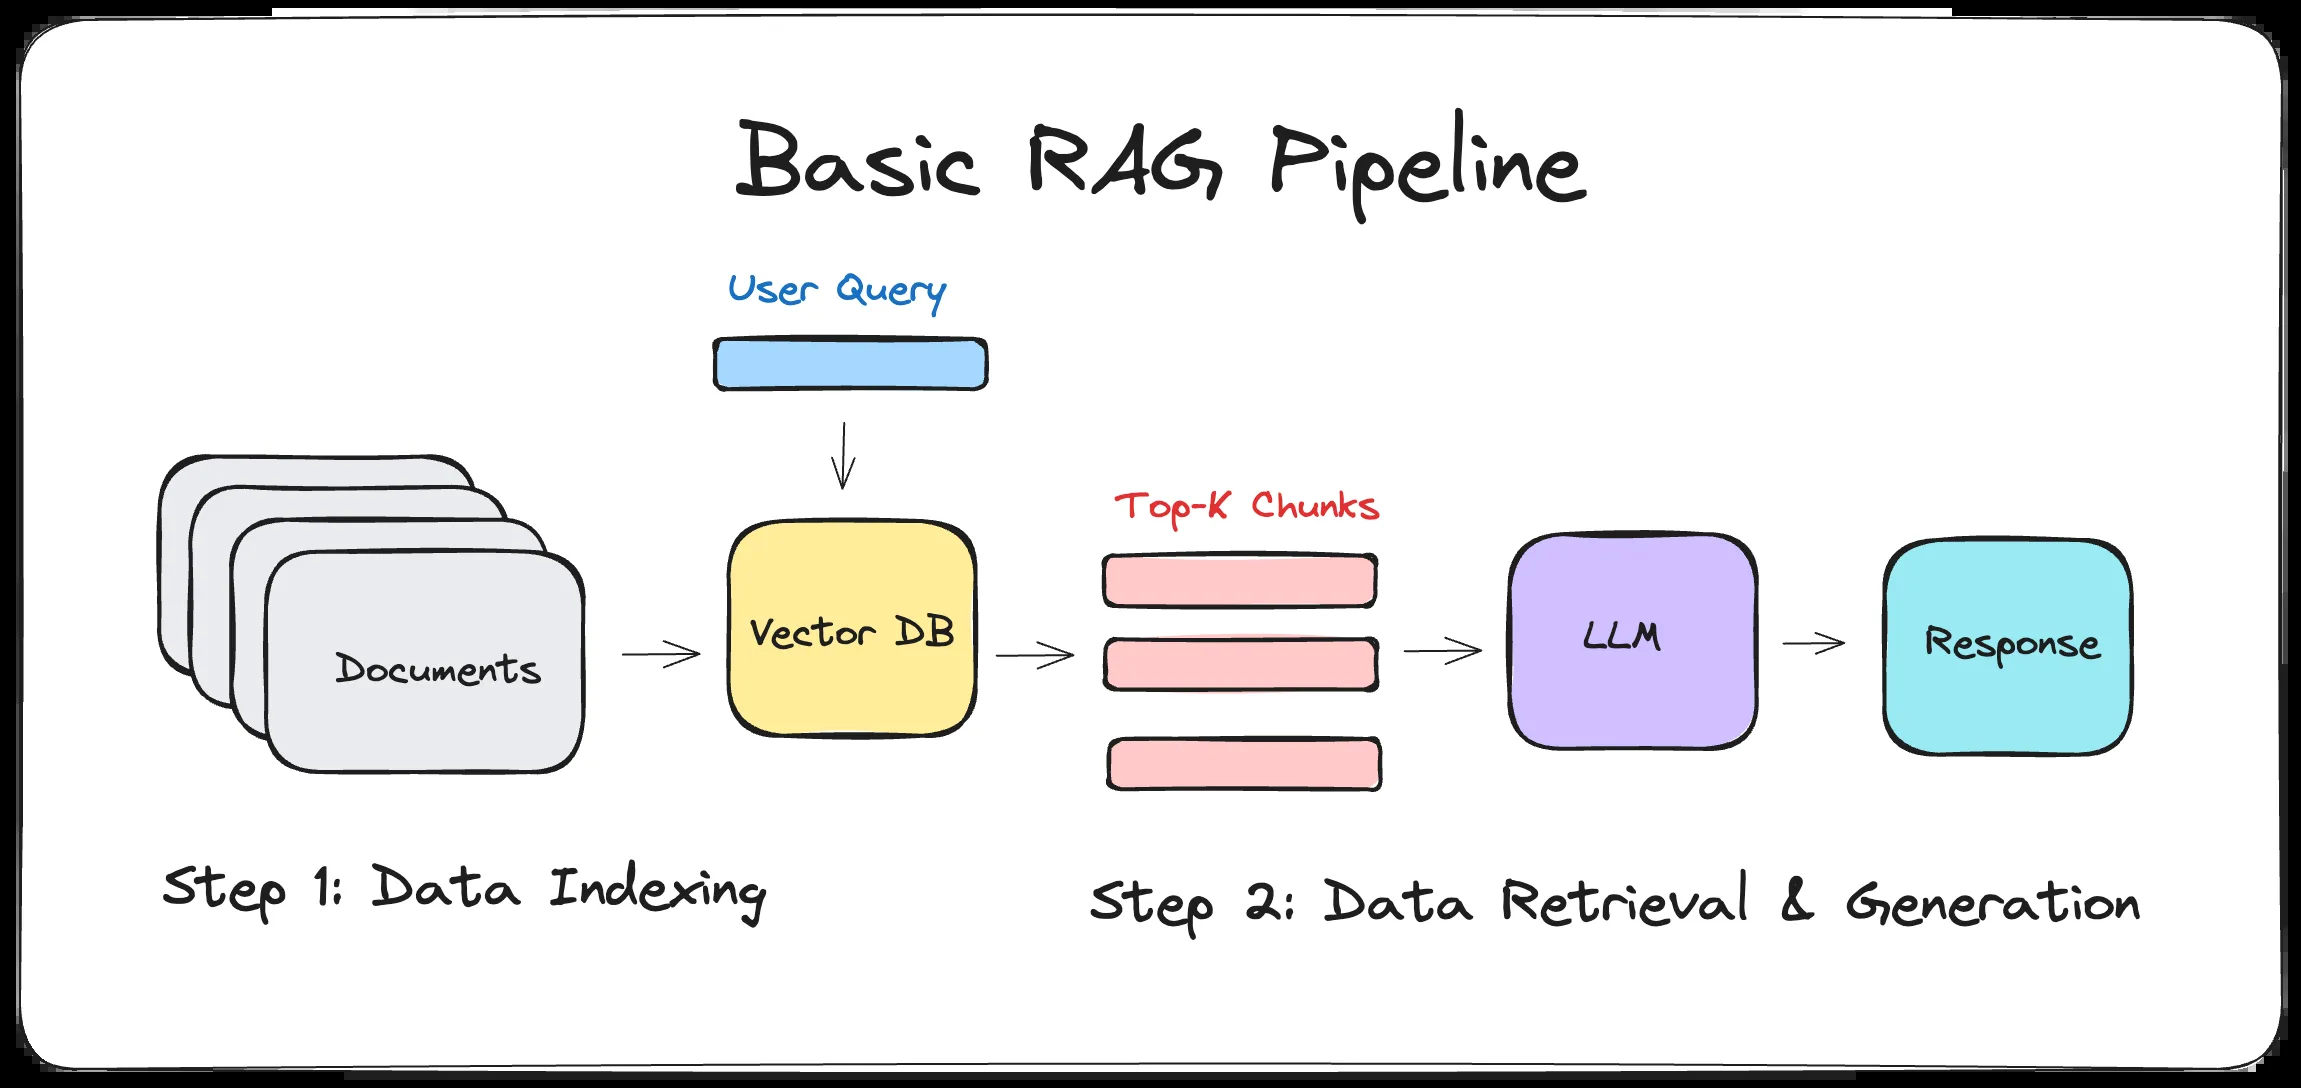 Basic RAG Pipeline
User Query
Top-K Chunks
Documents
Vector DB
LLM
Response
Step 1: Data Indexing
Step 2: Data Retrieval & Generation